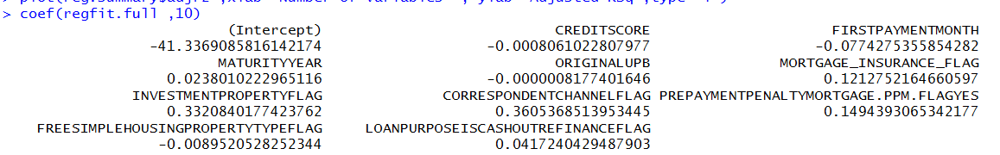 > coef(regfit.full ,10)
(Intercept) CREDITSCORE FIRSTPAYMENTMONTH
-41.3369085816142174 -0.0008061022807977 -0.0774275355854282
MATURITYYEAR ORIGINALUPB MORTGAGE_INSURANCE_FLAG
0.0238010222965116 -0.0000008177401646 0.1212752164660597
INVESTMENTPROPERTYFLAG CORRESPONDENTCHANNELFLAG PREPAYMENTPENALTYMORTGAGE.PPM.FLAGYES
0.3320840177423762 0.3605368513953445 0.1494393065342177
FREESIMPLEHOUSINGPROPERTYTYPEFLAG LOANPURPOSEISCASHOUTREFINANCEFLAG
-0.0089520528252344 0.0417240429487903